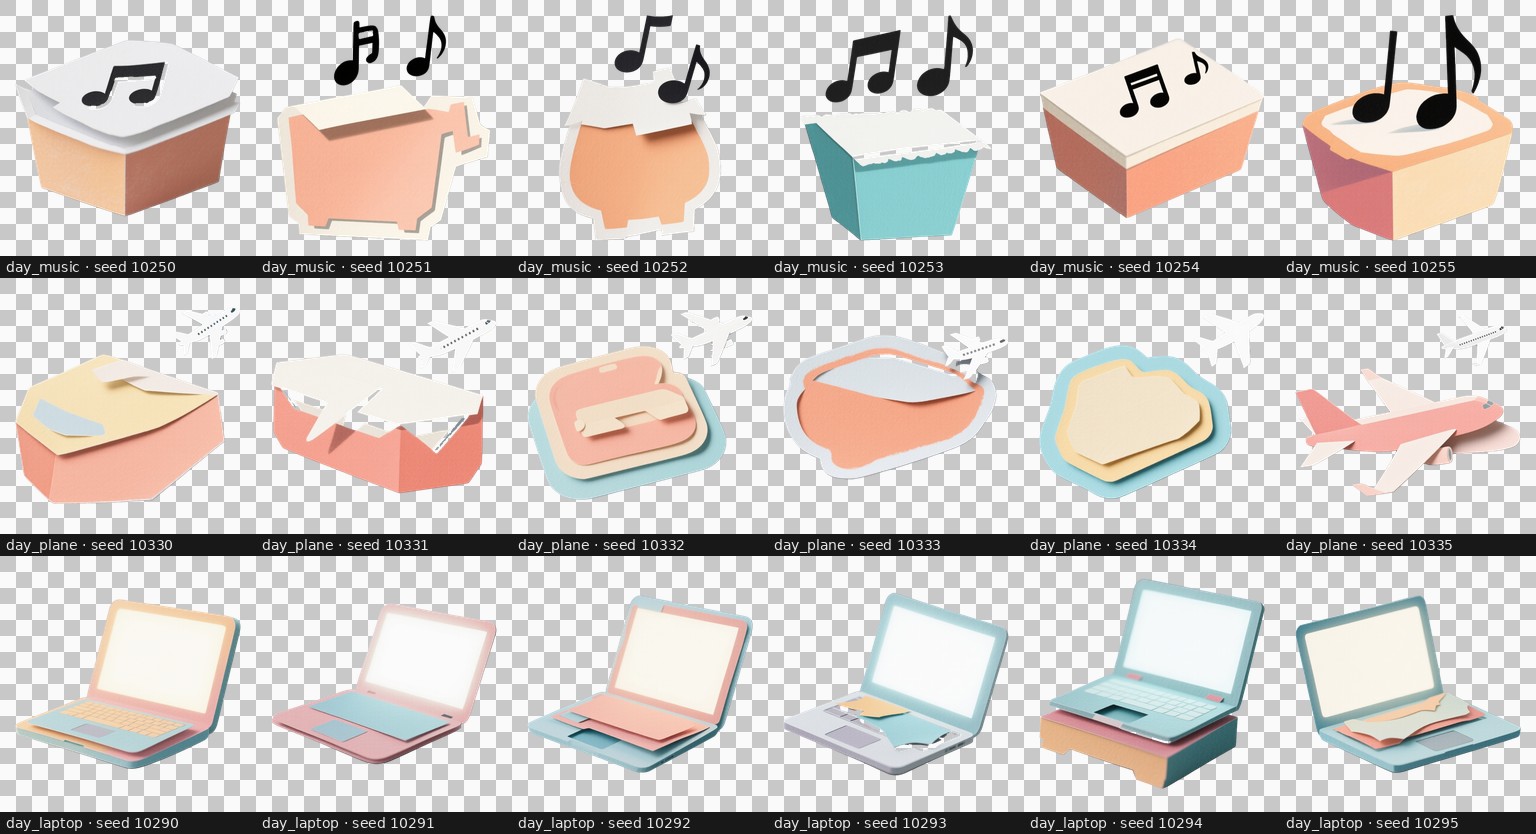 day_music · seed 10250
day_music · seed 10251
day_music · seed 10252
day_music · seed 10253
day_music · seed 10254
day_music · seed 10255
day_plane · seed 10330
day_plane · seed 10331
day_plane · seed 10332
day_plane · seed 10333
day_plane · seed 10334
day_plane · seed 10335
day_laptop · seed 10290
day_laptop · seed 10291
day_laptop · seed 10292
day_laptop · seed 10293
day_laptop · seed 10294
day_laptop · seed 10295